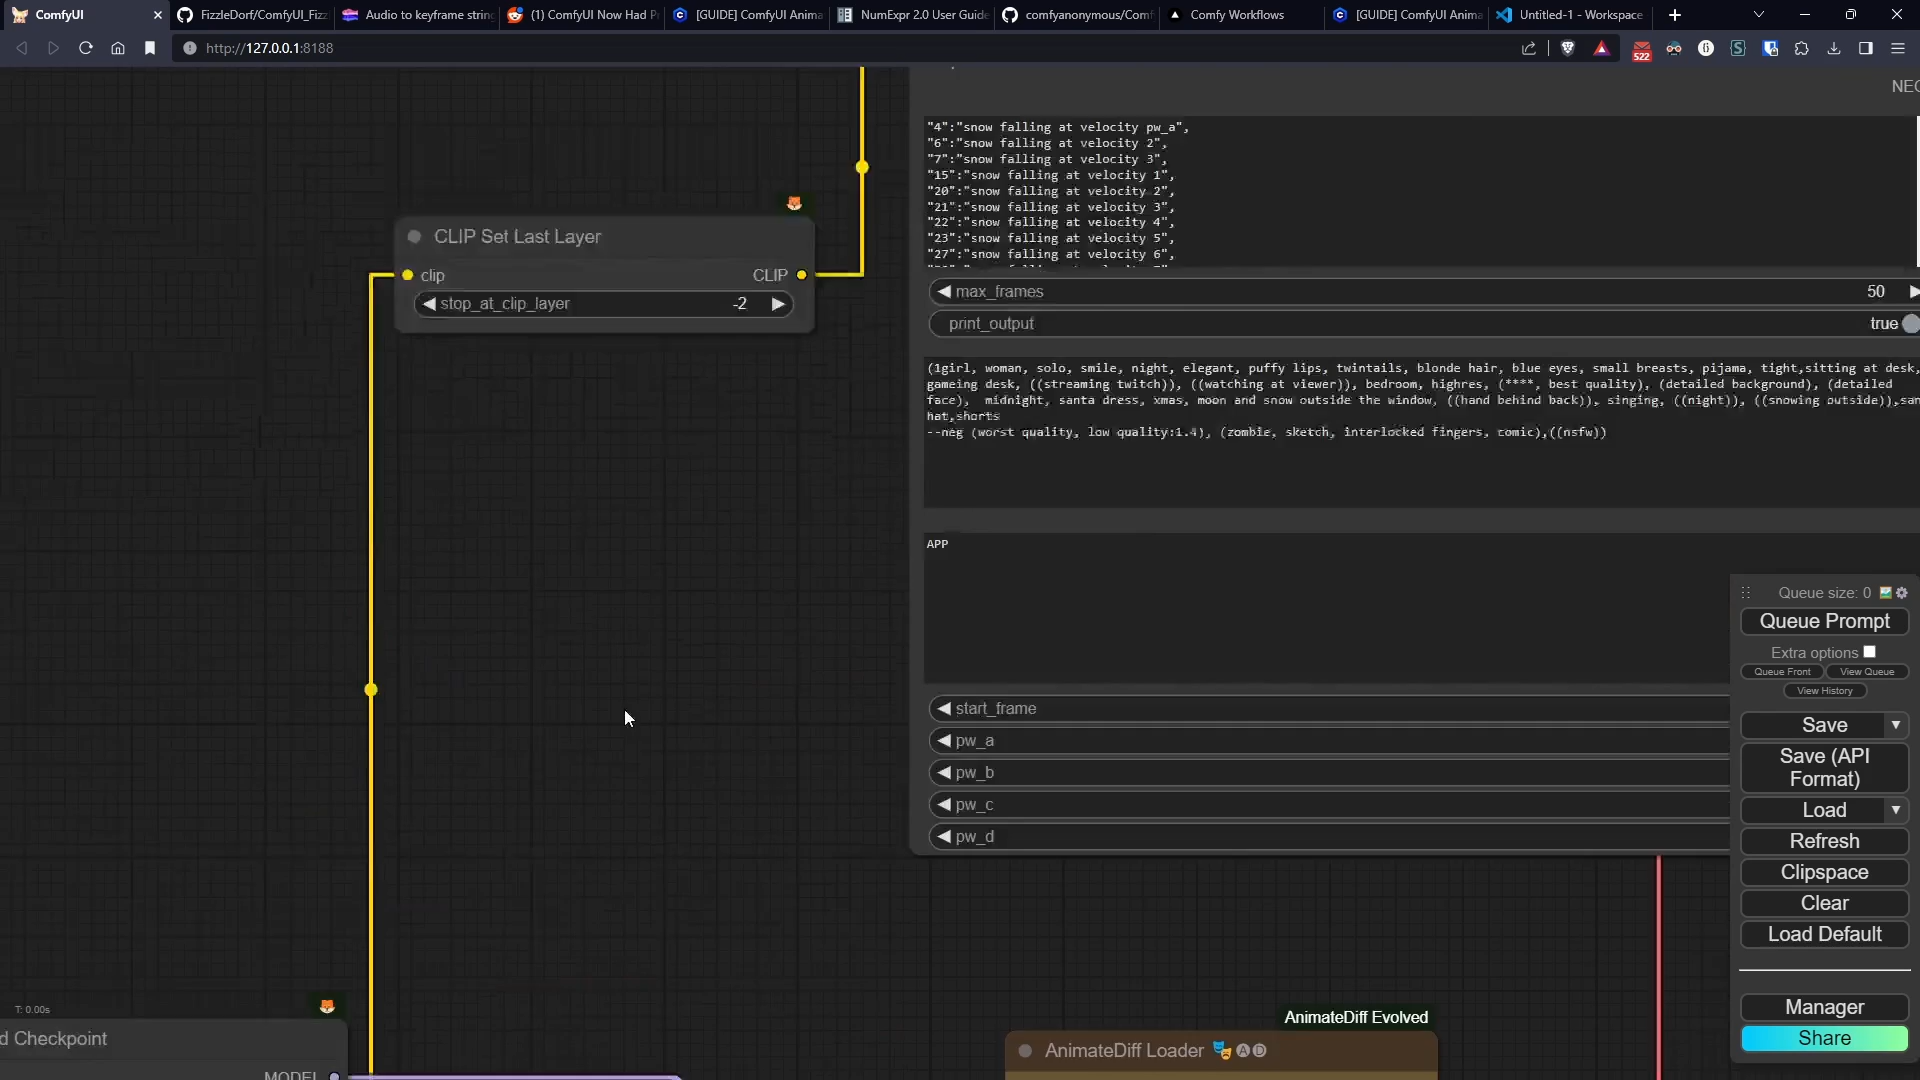 ComfyUI
FizzleDorf/ComfyUI_Fizz
Audio to keyframe string
(1) ComfyUI Now Had P
[GUIDE] ComfyUI Anima
NumExpr 2.0 User Guide
comfyanonymous/Comf
Comfy Workflows
[GUIDE] ComfyUI Anima
Untitled-1 - Workspace
http://127.0.0.1:8188
522
NEG
"4":"snow falling at velocity pw_a",
"6":"snow falling at velocity 2",
"7":"snow falling at velocity 3",
"15":"snow falling at velocity 1",
"20":"snow falling at velocity 2",
"21":"snow falling at velocity 3",
"22":"snow falling at velocity 4",
"23":"snow falling at velocity 5",
"27":"snow falling at velocity 6",
CLIP Set Last Layer
clip
CLIP
stop_at_clip_layer
-2
max_frames
50
print_output
true
(1girl, woman, solo, smile, night, elegant, puffy lips, twintails, blonde hair, blue eyes, small breasts, pijama, tight,sitting at desk,
gameing desk, ((streaming twitch)), ((watching at viewer)), bedroom, highres, (****, best quality), (detailed background), (detailed
face),  midnight, santa dress, xmas, moon and snow outside the window, ((hand behind back)), singing, ((night)), ((snowing outside)),san
hat,shorts
--neg (worst quality, low quality:1.4), (zombie, sketch, interlocked fingers, comic),((nsfw))
APP
start_frame
pw_a
pw_b
pw_c
pw_d
Queue size: 0
Queue Prompt
Extra options
Queue Front
View Queue
View History
Save
Save (API
Format)
Load
Refresh
Clipspace
Clear
Load Default
Manager
Share
T: 0.00s
d Checkpoint
MODEL
AnimateDiff Evolved
AnimateDiff Loader 🎭ⒶⒹ